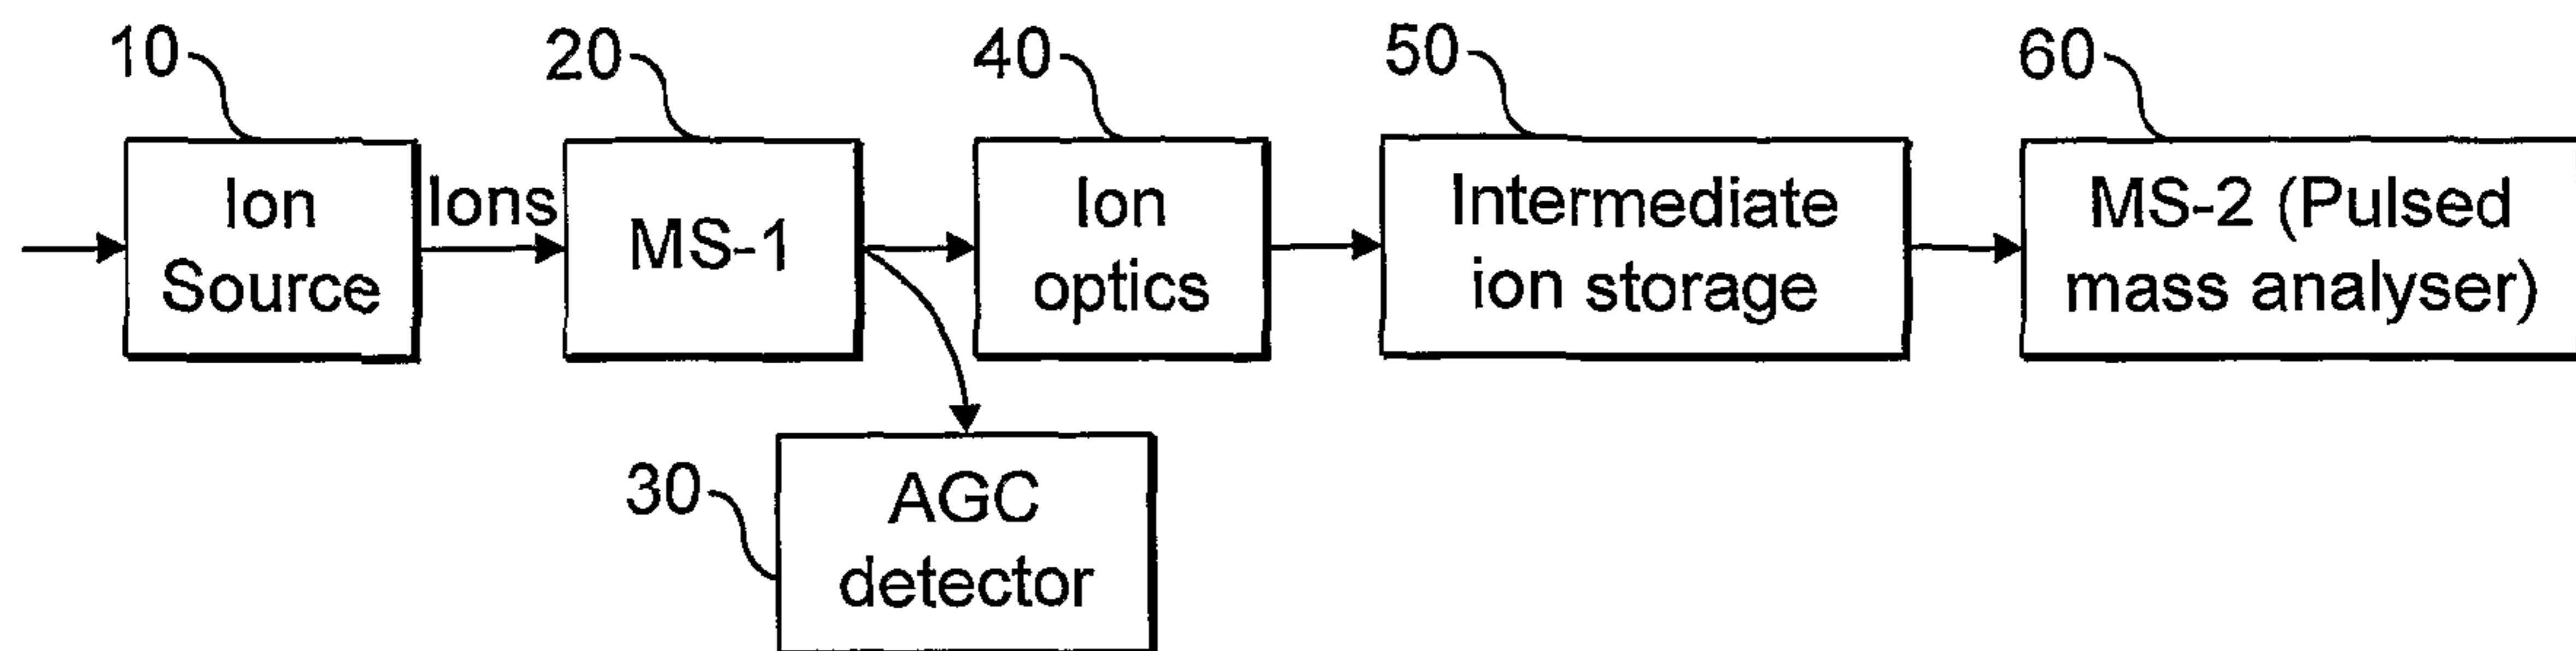 10
20
40
50
60
Ion
Source
Ions
MS-1
Ion
optics
Intermediate
ion storage
MS-2 (Pulsed
mass analyser)
30
AGC
detector